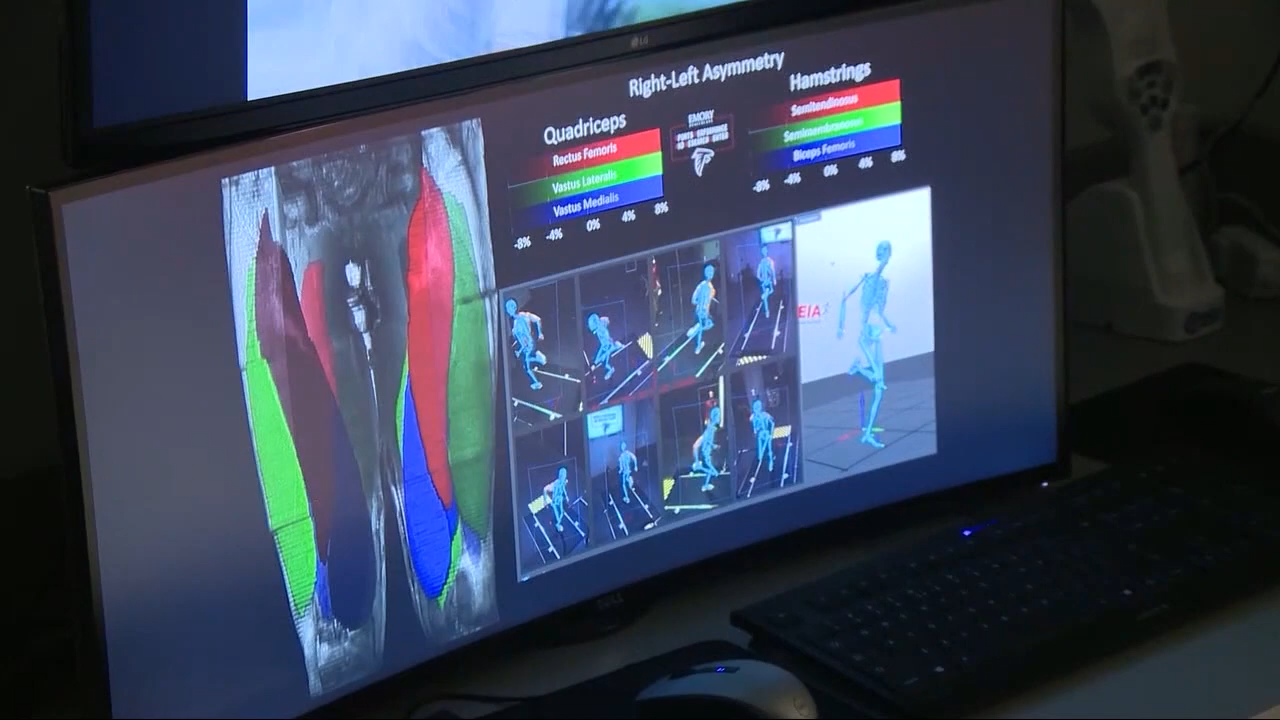 LG
Right-Left Asymmetry
Quadriceps
Rectus Femoris
Vastus Lateralis
Vastus Medialis
-8% -4% 0% 4% 8%
EMORY
Hamstrings
Semitendinosus
Semimembranosus
Biceps Femoris
-8% -4% 0% 4% 8%
EIA
DELL